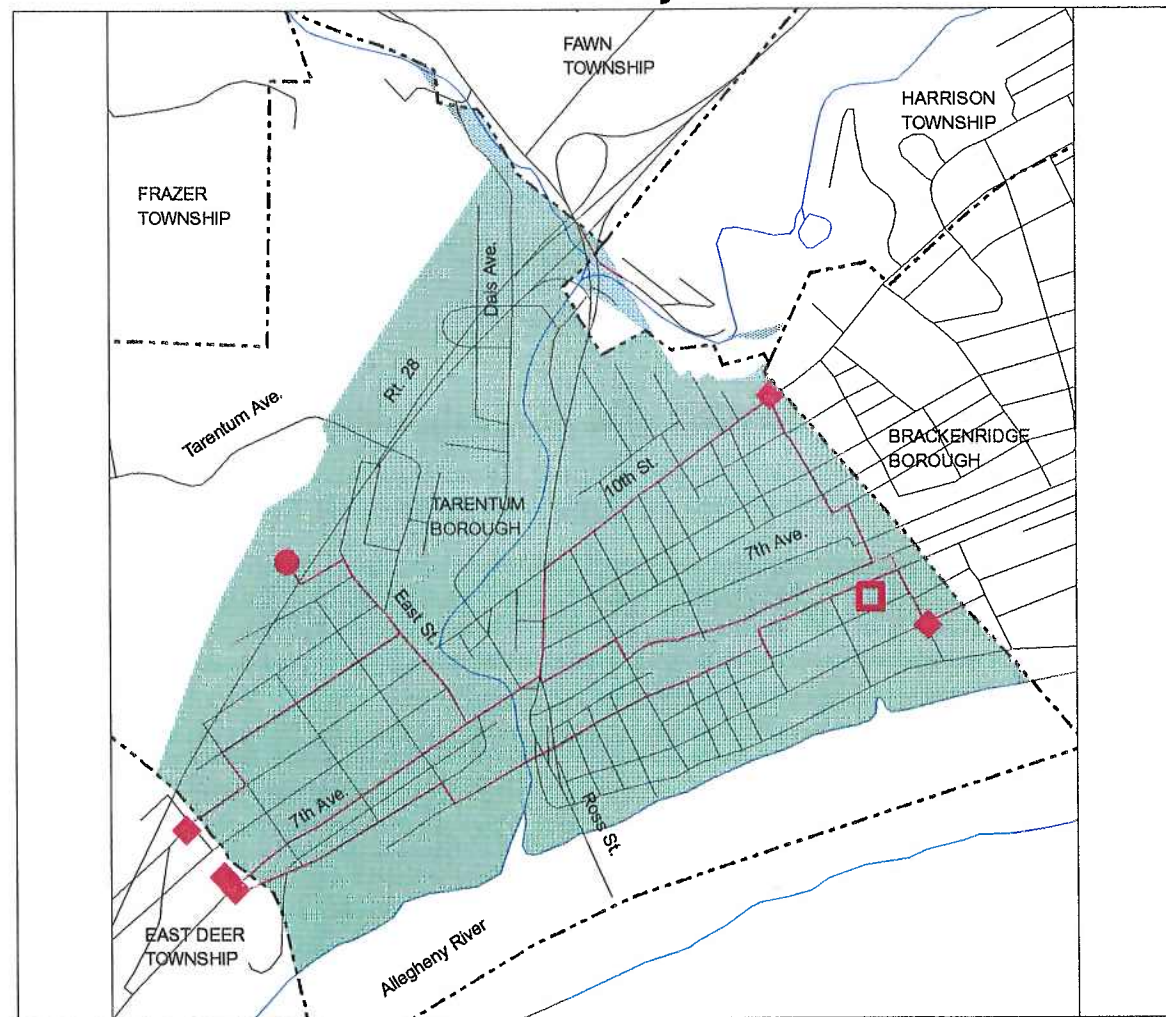 FAWN
TOWNSHIP
HARRISON
TOWNSHIP
FRAZER
TOWNSHIP
Dais Ave.
Rt. 28
Tarentum Ave.
BRACKENRIDGE
BOROUGH
10th St.
TARENTUM
BOROUGH
7th Ave.
East St.
7th Ave.
Ross St.
EAST DEER
TOWNSHIP
Allegheny River